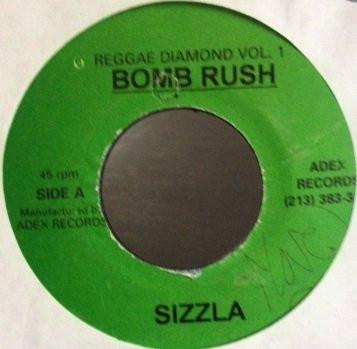 REGGAE DIAMOND VOL. 1
BOMB RUSH
45 rpm
SIDE A
Manufactured by
ADEX RECORDS
ADEX
RECORDS
(213) 383-3
SIZZLA